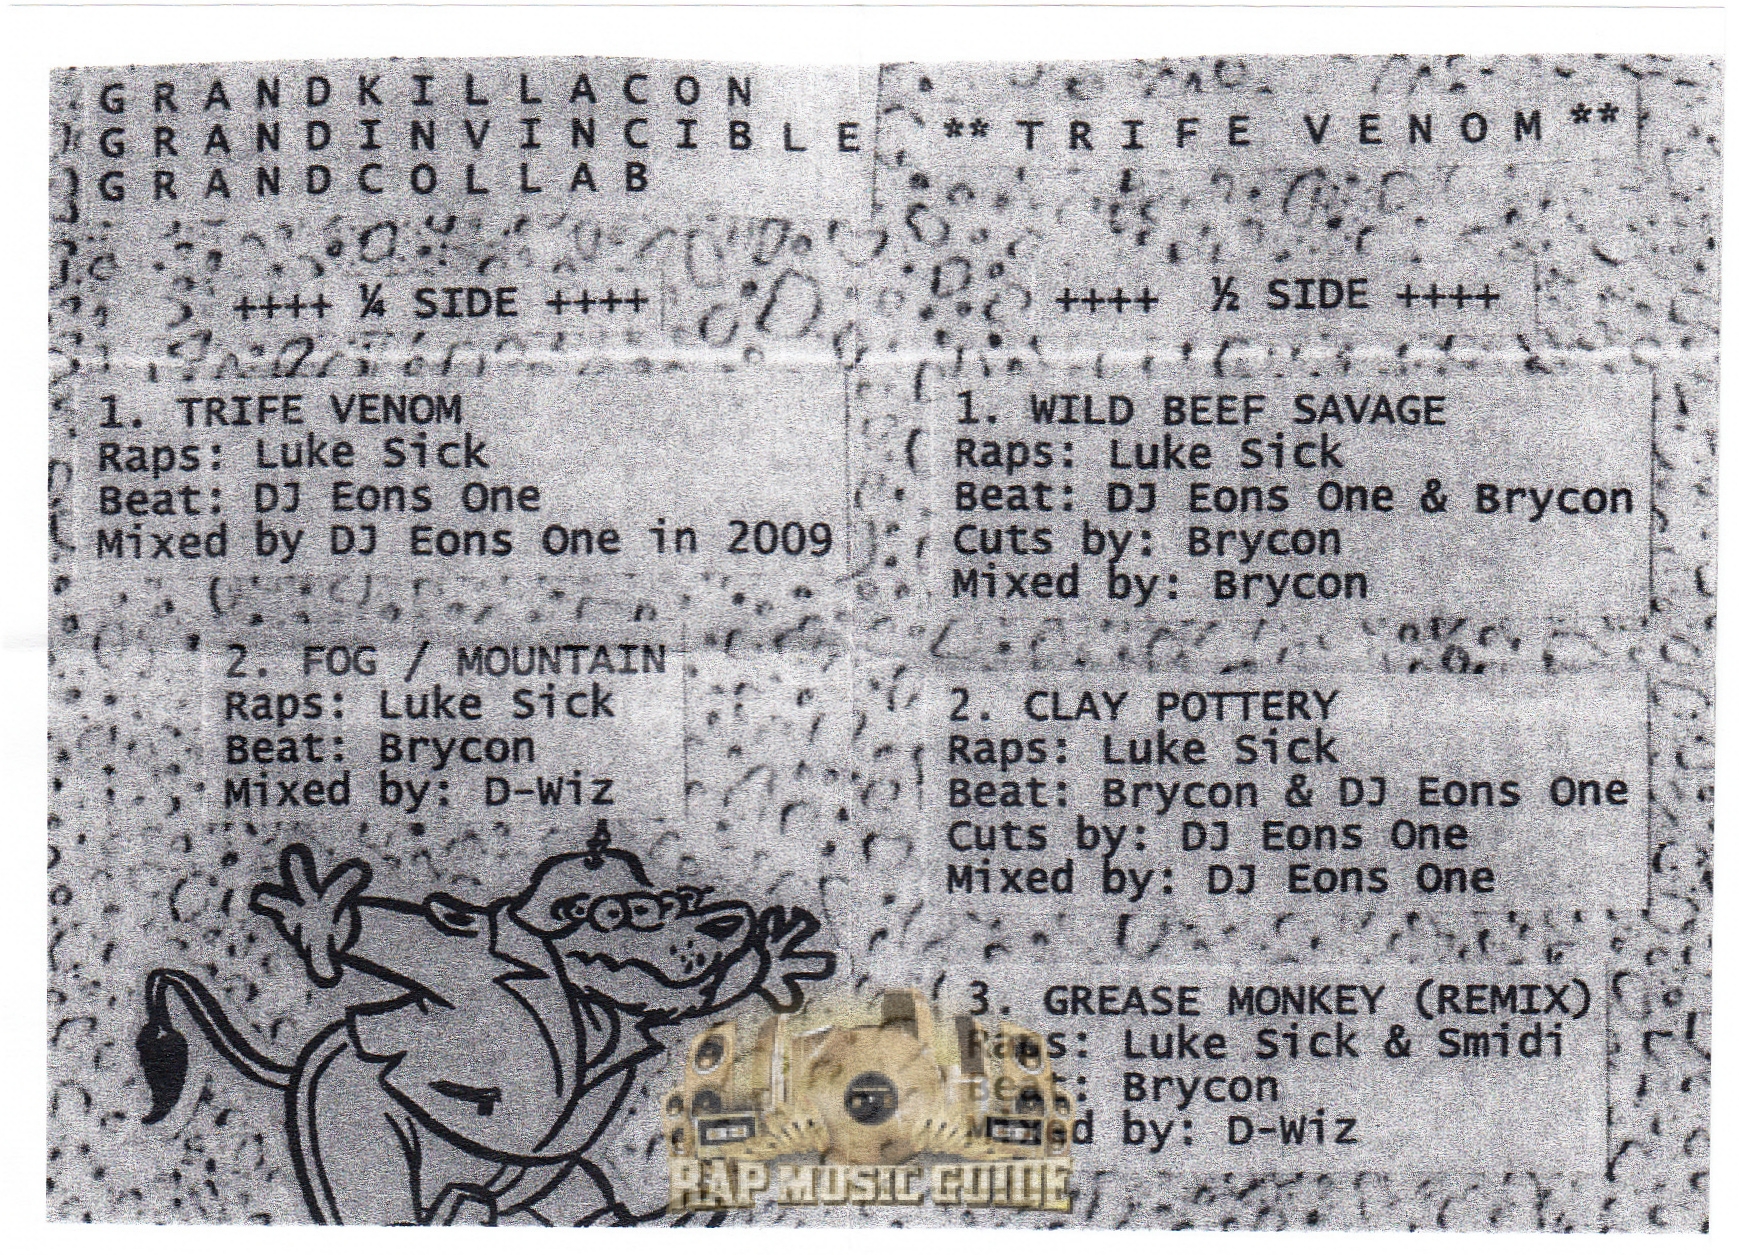 GRANDKILLACON
GRANDINVINCIBLE
GRANDCOLLAB
++++ ¼ SIDE ++++
1. TRIFE VENOM
Raps: Luke Sick
Beat: DJ Eons One
Mixed by DJ Eons One in 2009
2. FOG / MOUNTAIN
Raps: Luke Sick
Beat: Brycon
Mixed by: D-Wiz
** TRIFE VENOM **
++++ ½ SIDE ++++
1. WILD BEEF SAVAGE
Raps: Luke Sick
Beat: DJ Eons One & Brycon
Cuts by: Brycon
Mixed by: Brycon
2. CLAY POTTERY
Raps: Luke Sick
Beat: Brycon & DJ Eons One
Cuts by: DJ Eons One
Mixed by: DJ Eons One
3. GREASE MONKEY (REMIX)
Raps: Luke Sick & Smidi
Beat: Brycon
Mixed by: D-Wiz
RAP MUSIC GUIDE